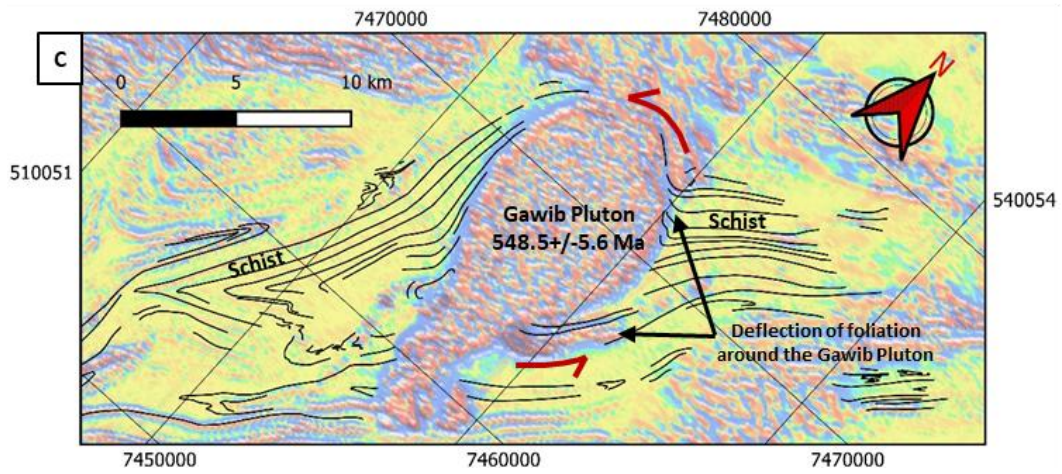 7470000 7480000
C
N
0 5 10 km
510051
540054
Gawib Pluton
548.5+/-5.6 Ma
Schist
Schist
Deflection of foliation
around the Gawib Pluton
7450000 7460000 7470000